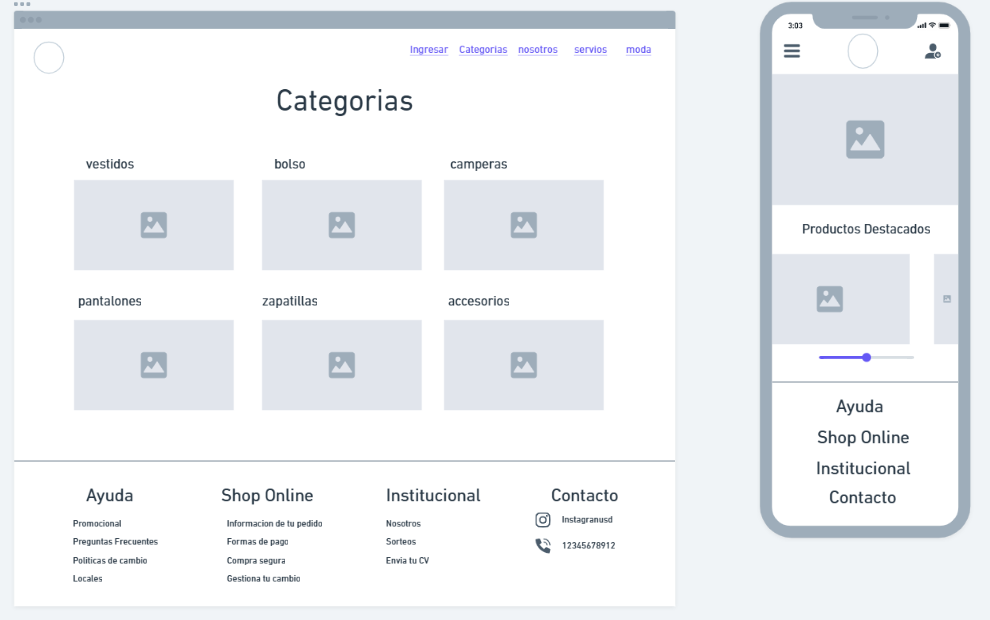 Ingresar Categorias nosotros servios moda
Categorias
vestidos bolso camperas
pantalones zapatillas accesorios
Ayuda Shop Online Institucional Contacto
Promocional Informacion de tu pedido Nosotros Instagranusd
Preguntas Frecuentes Formas de pago Sorteos 12345678912
Politicas de cambio Compra segura Envia tu CV
Locales Gestiona tu cambio
3:03
Productos Destacados
Ayuda
Shop Online
Institucional
Contacto